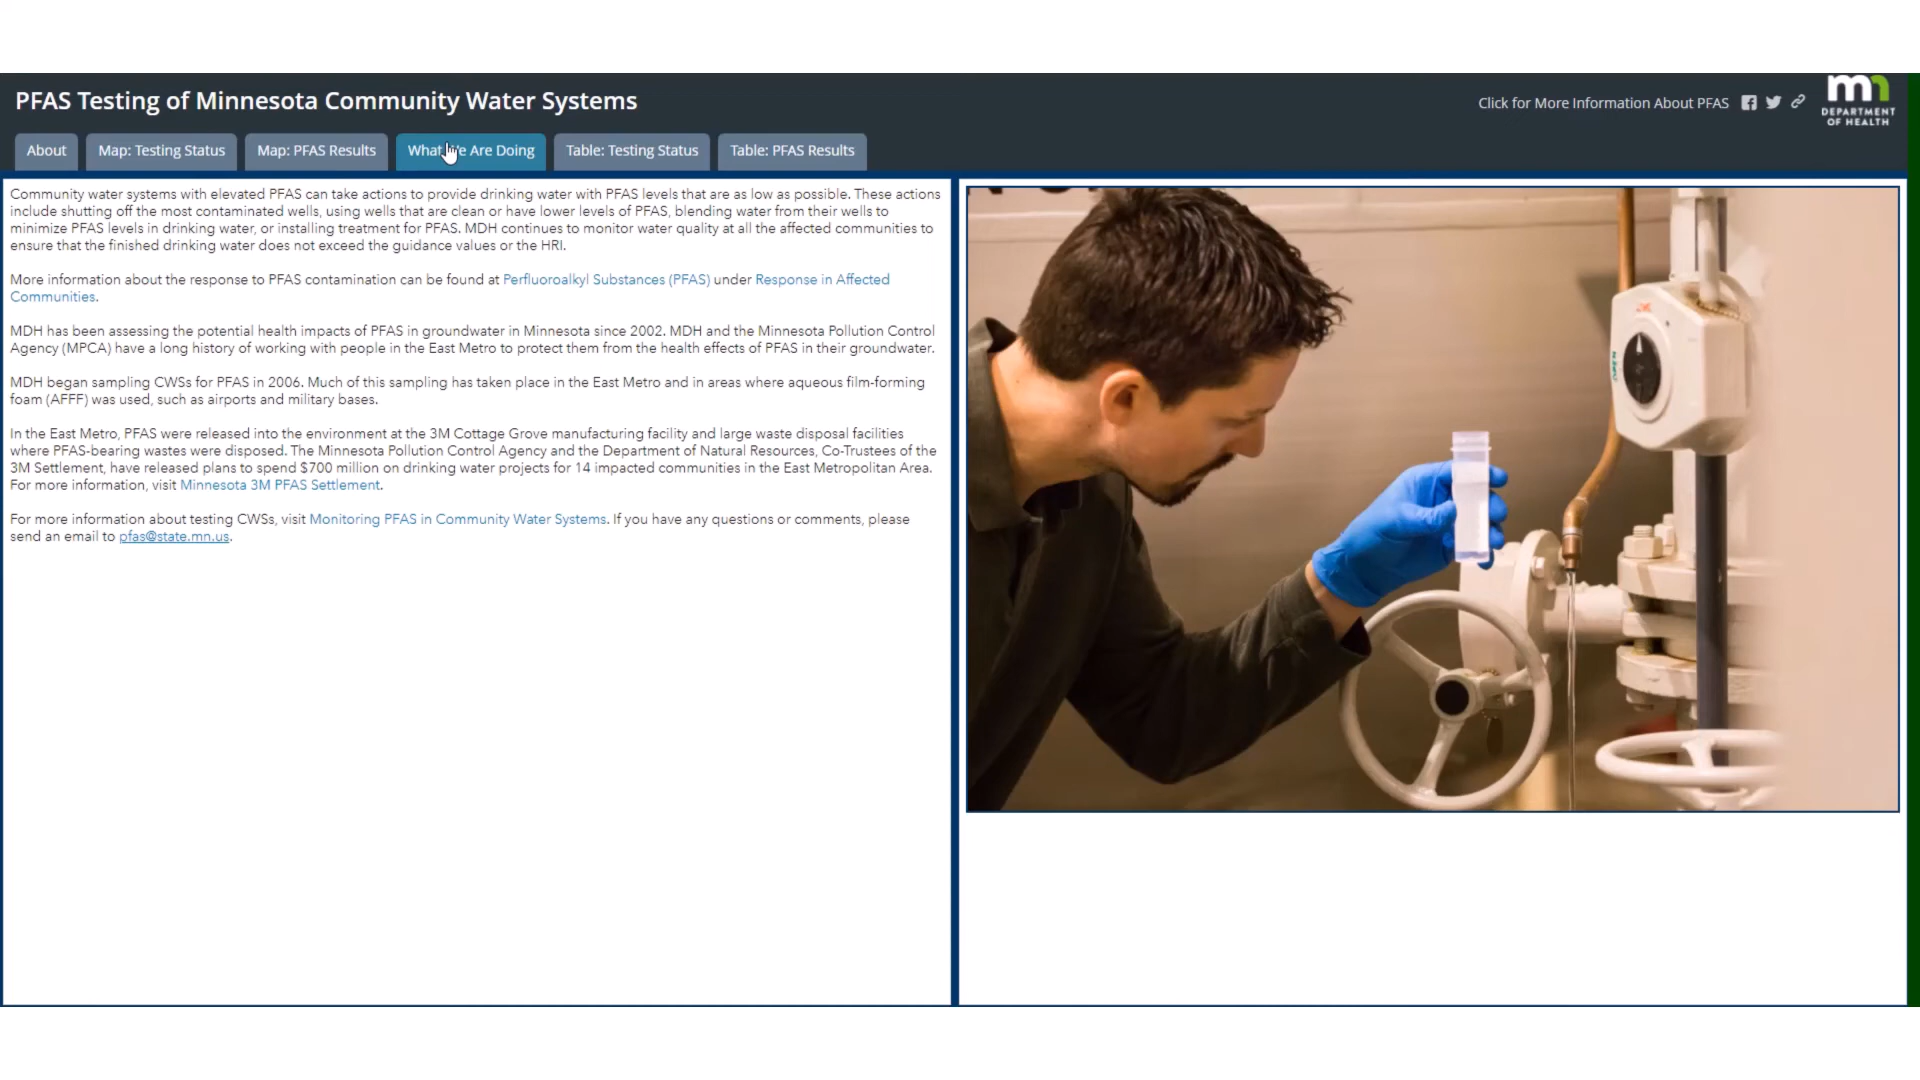 PFAS Testing of Minnesota Community Water Systems
Click for More Information About PFAS
mn
DEPARTMENT
OF HEALTH
About
Map: Testing Status
Map: PFAS Results
What We Are Doing
Table: Testing Status
Table: PFAS Results
Community water systems with elevated PFAS can take actions to provide drinking water with PFAS levels that are as low as possible. These actions
include shutting off the most contaminated wells, using wells that are clean or have lower levels of PFAS, blending water from their wells to
minimize PFAS levels in drinking water, or installing treatment for PFAS. MDH continues to monitor water quality at all the affected communities to
ensure that the finished drinking water does not exceed the guidance values or the HRI.
More information about the response to PFAS contamination can be found at Perfluoroalkyl Substances (PFAS) under Response in Affected
Communities.
MDH has been assessing the potential health impacts of PFAS in groundwater in Minnesota since 2002. MDH and the Minnesota Pollution Control
Agency (MPCA) have a long history of working with people in the East Metro to protect them from the health effects of PFAS in their groundwater.
MDH began sampling CWSs for PFAS in 2006. Much of this sampling has taken place in the East Metro and in areas where aqueous film-forming
foam (AFFF) was used, such as airports and military bases.
In the East Metro, PFAS were released into the environment at the 3M Cottage Grove manufacturing facility and large waste disposal facilities
where PFAS-bearing wastes were disposed. The Minnesota Pollution Control Agency and the Department of Natural Resources, Co-Trustees of the
3M Settlement, have released plans to spend $700 million on drinking water projects for 14 impacted communities in the East Metropolitan Area.
For more information, visit Minnesota 3M PFAS Settlement.
For more information about testing CWSs, visit Monitoring PFAS in Community Water Systems. If you have any questions or comments, please
send an email to pfas@state.mn.us.
OPEN